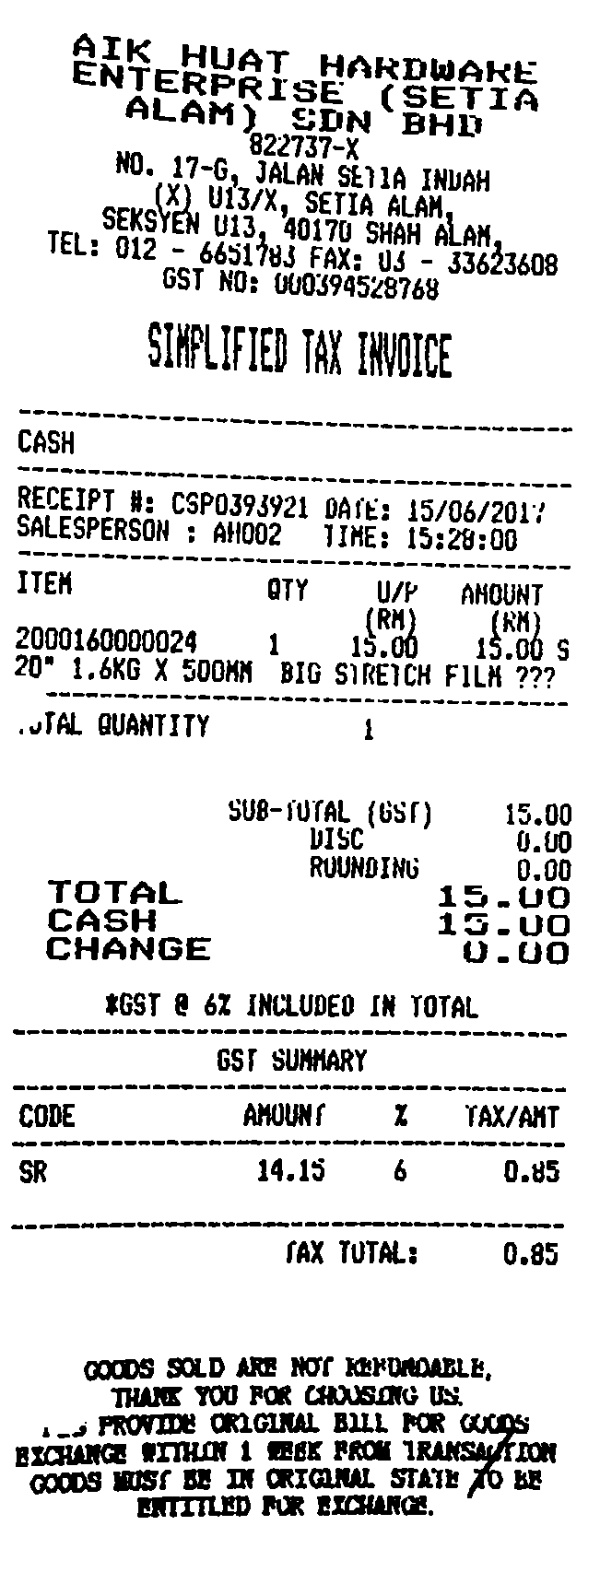 AIK HUAT HARDWARE
ENTERPRISE (SETIA
ALAM) SDN BHD
822737-X
NO. 17-G, JALAN SETIA INDAH
(X) U13/X, SETIA ALAM,
SEKSYEN U13, 40170 SHAH ALAM,
TEL: 012 - 6651783 FAX: 03 - 33623608
GST NO: 000394528768
SIMPLIFIED TAX INVOICE
CASH
RECEIPT #: CSP0393921 DATE: 15/06/2017
SALESPERSON : AH002 TIME: 15:28:00
ITEM QTY U/P AMOUNT
(RM) (RM)
2000160000024 1 15.00 15.00 S
20" 1.6KG X 500MM BIG STRETCH FILM ???
TOTAL QUANTITY 1
SUB-TOTAL (GST) 15.00
DISC 0.00
ROUNDING 0.00
TOTAL 15.00
CASH 15.00
CHANGE 0.00
*GST @ 6% INCLUDED IN TOTAL
GST SUMMARY
CODE AMOUNT % TAX/AMT
SR 14.15 6 0.85
TAX TOTAL: 0.85
GOODS SOLD ARE NOT REFUNDABLE,
THANK YOU FOR CHOOSING US.
PROVIDE ORIGINAL BILL FOR GOODS
EXCHANGE WITHIN 1 WEEK FROM TRANSACTION
GOODS MUST BE IN ORIGINAL STATE TO BE
ENTITLED FOR EXCHANGE.